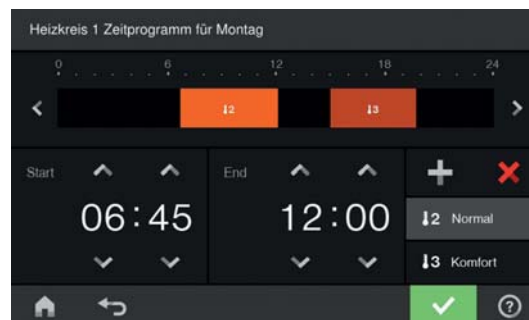 Heizkreis 1 Zeitprogramm für Montag
0 6 12 18 24
2 3
Start 06:45 End 12:00
2 Normal
3 Komfort
?